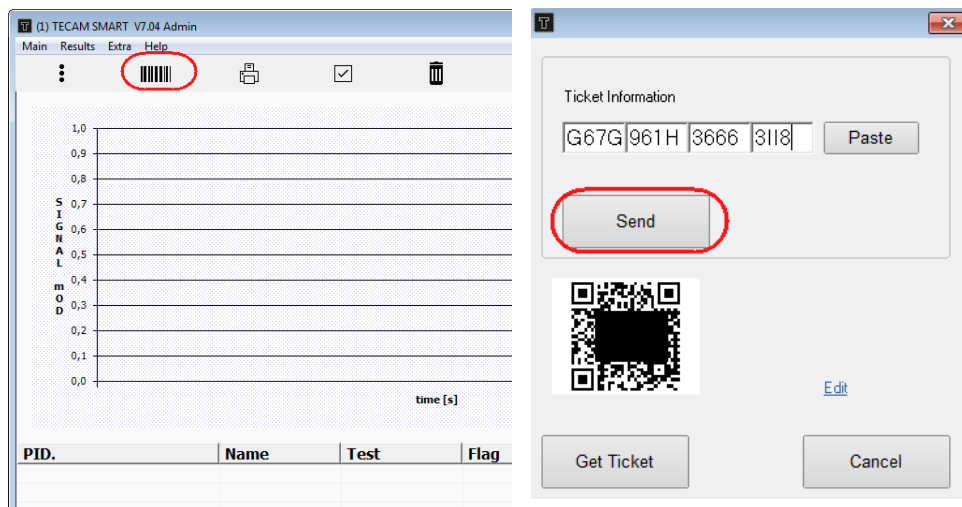 (1) TECAM SMART V7.04 Admin
Main Results Extra Help
1,0
0,9
0,8
0,7
0,6
0,5
0,4
0,3
0,2
0,1
0,0
SIGNAL mOD
time [s]
PID. Name Test Flag
T
Ticket Information
G67G 961H 3666 3II8 Paste
Send
Edit
Get Ticket Cancel